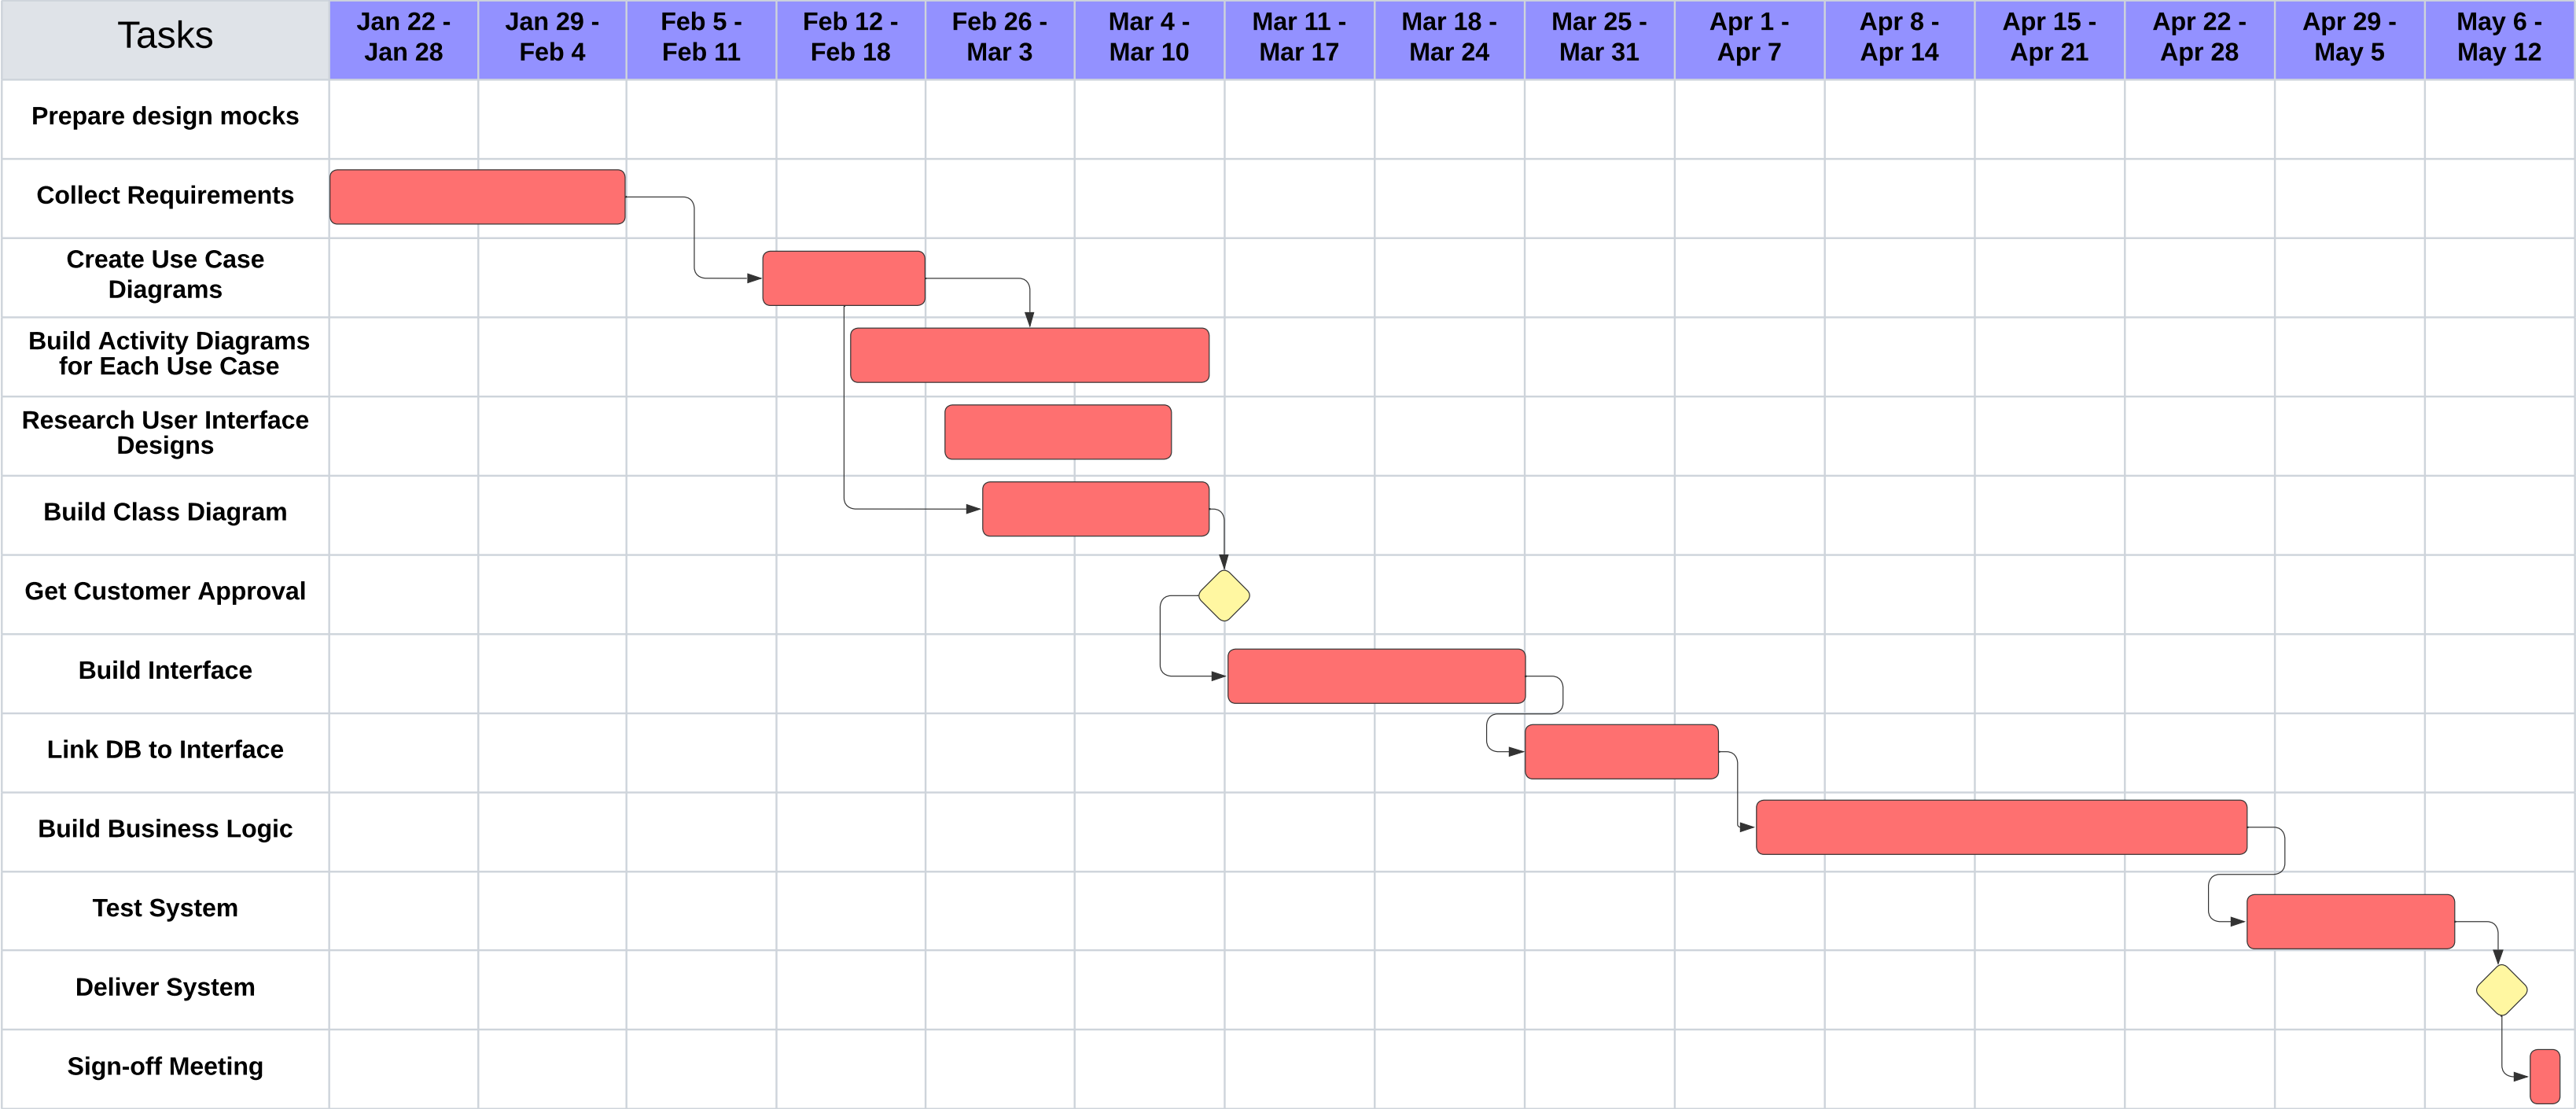 Tasks
Jan 22 -
Jan 28
Jan 29 -
Feb 4
Feb 5 -
Feb 11
Feb 12 -
Feb 18
Feb 26 -
Mar 3
Mar 4 -
Mar 10
Mar 11 -
Mar 17
Mar 18 -
Mar 24
Mar 25 -
Mar 31
Apr 1 -
Apr 7
Apr 8 -
Apr 14
Apr 15 -
Apr 21
Apr 22 -
Apr 28
Apr 29 -
May 5
May 6 -
May 12
Prepare design mocks
Collect Requirements
Create Use Case
Diagrams
Build Activity Diagrams
for Each Use Case
Research User Interface
Designs
Build Class Diagram
Get Customer Approval
Build Interface
Link DB to Interface
Build Business Logic
Test System
Deliver System
Sign-off Meeting